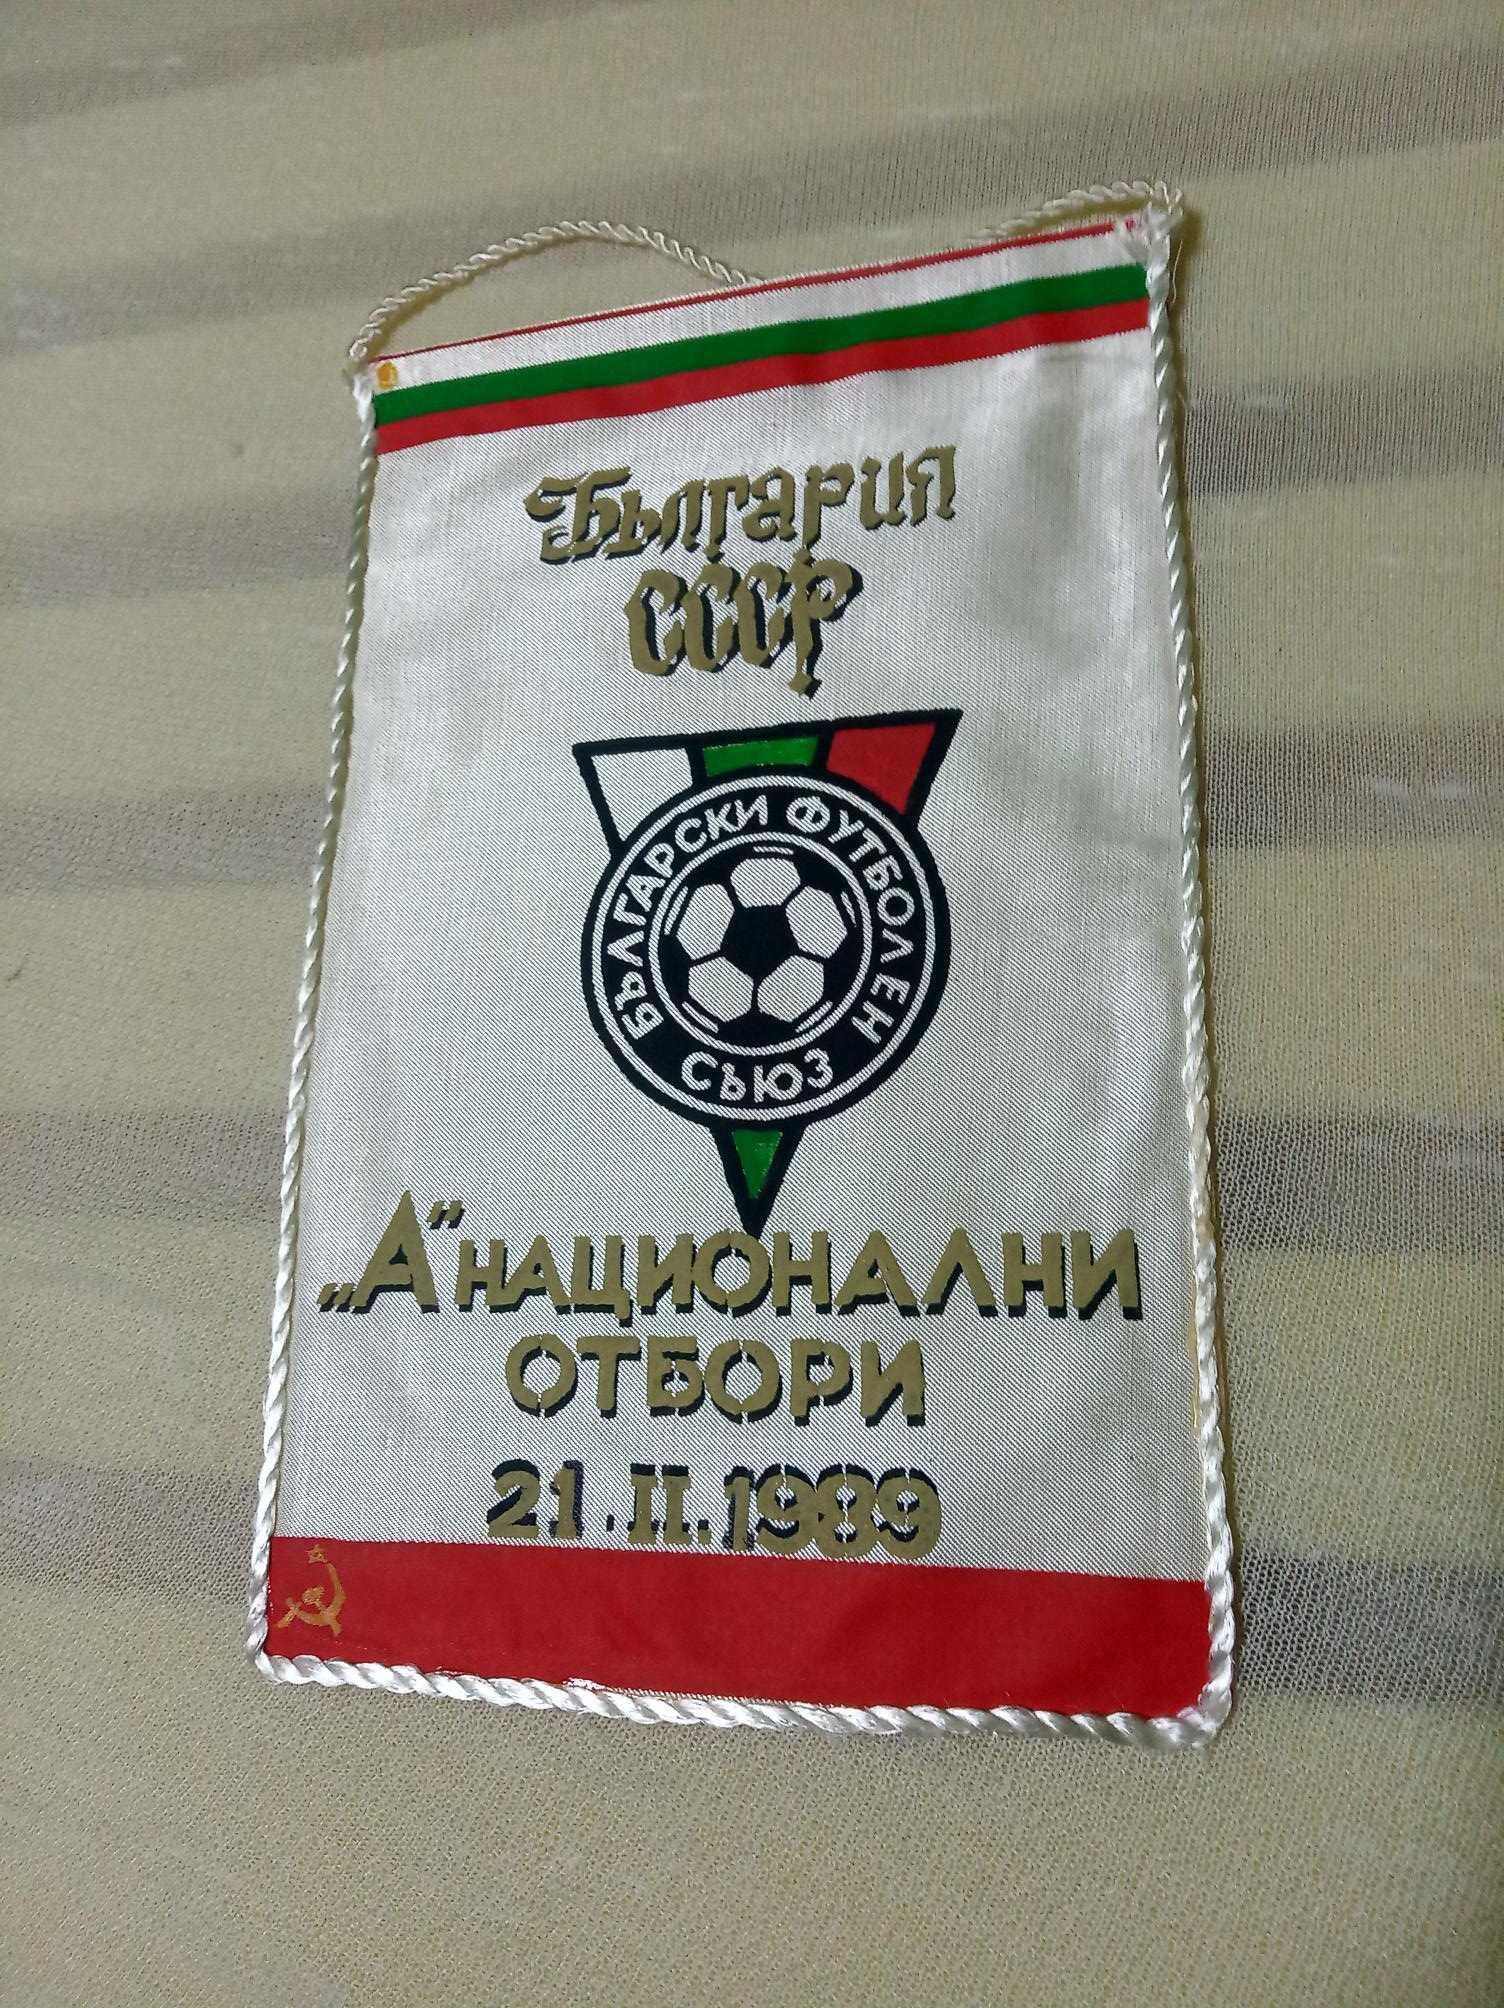 България
СССР
БЪЛГАРСКИ ФУТБОЛЕН
СЪЮЗ
„А“ НАЦИОНАЛНИ
ОТБОРИ
21.II.1989